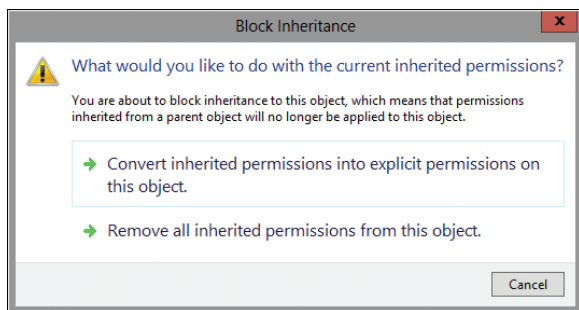 Block Inheritance
x
What would you like to do with the current inherited permissions?
You are about to block inheritance to this object, which means that permissions
inherited from a parent object will no longer be applied to this object.
Convert inherited permissions into explicit permissions on
this object.
Remove all inherited permissions from this object.
Cancel